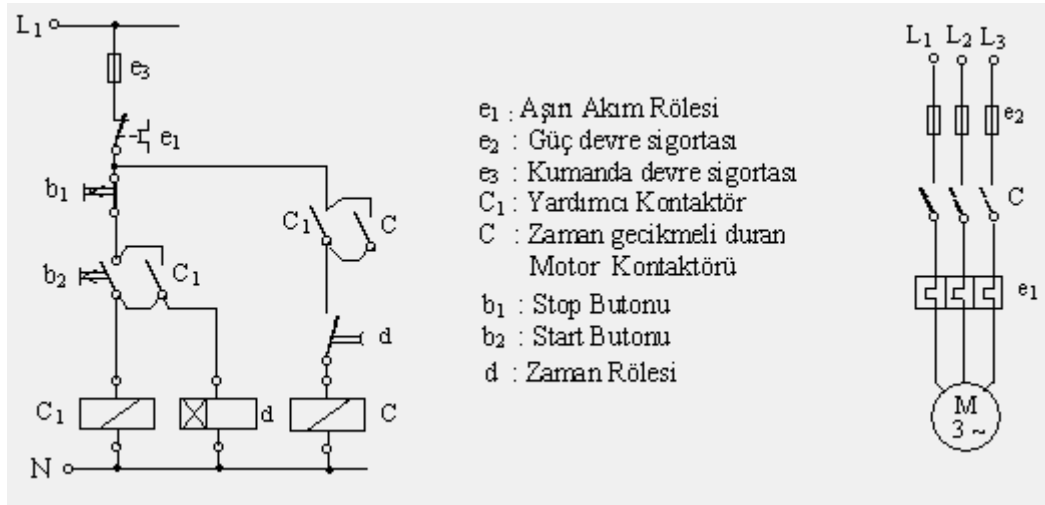 L1
e3
e1
b1
C1
C
b2
C1
d
C1
d
C
N
e1 : Aşırı Akım Rölesi
e2 : Güç devre sigortası
e3 : Kumanda devre sigortası
C1 : Yardımcı Kontaktör
C : Zaman gecikmeli duran
Motor Kontaktörü
b1 : Stop Butonu
b2 : Start Butonu
d : Zaman Rölesi
L1 L2 L3
e2
C
e1
M
3 ~